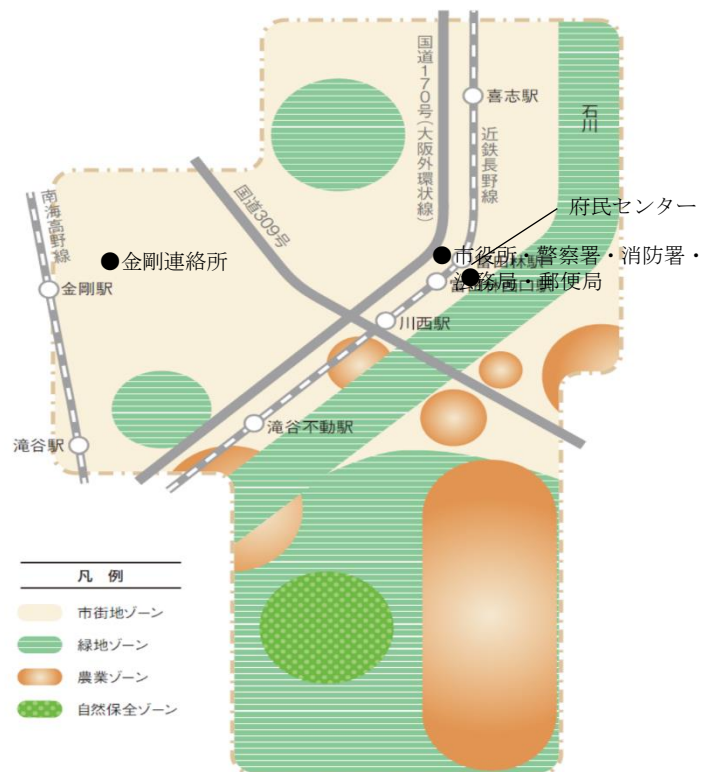 国道170号(大阪外環状線)
喜志駅
近鉄長野線
石川
国道309号
南海高野線
府民センター
●金剛連絡所
●市役所・警察署・消防署・
務局・郵便局
金剛駅
川西駅
滝谷不動駅
滝谷駅
凡例
市街地ゾーン
緑地ゾーン
農業ゾーン
自然保全ゾーン